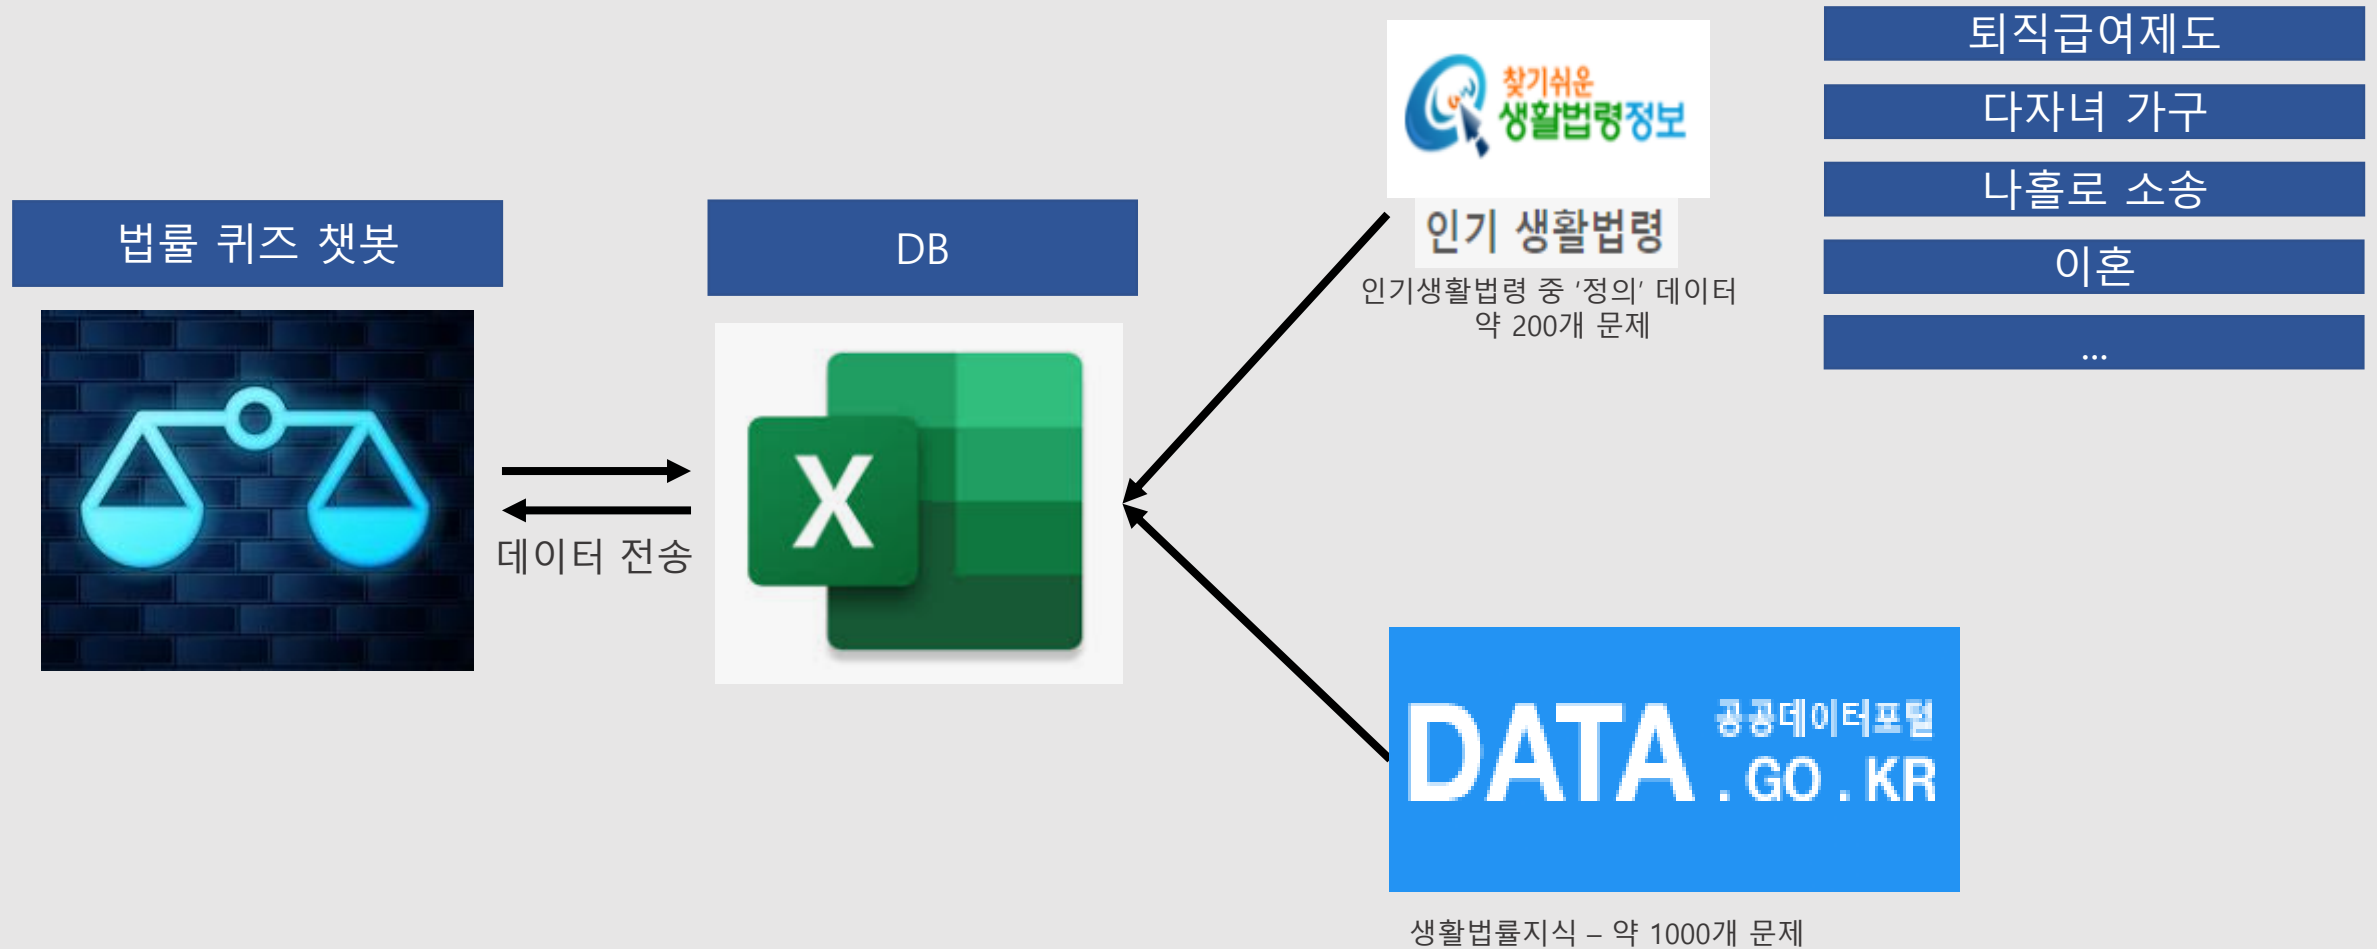 법률 퀴즈 챗봇
데이터 전송
DB
X
찾기쉬운
생활법령정보
인기 생활법령
인기생활법령 중 ‘정의’ 데이터
약 200개 문제
퇴직급여제도
다자녀 가구
나홀로 소송
이혼
...
DATA 공공데이터포털
.GO.KR
생활법률지식 – 약 1000개 문제